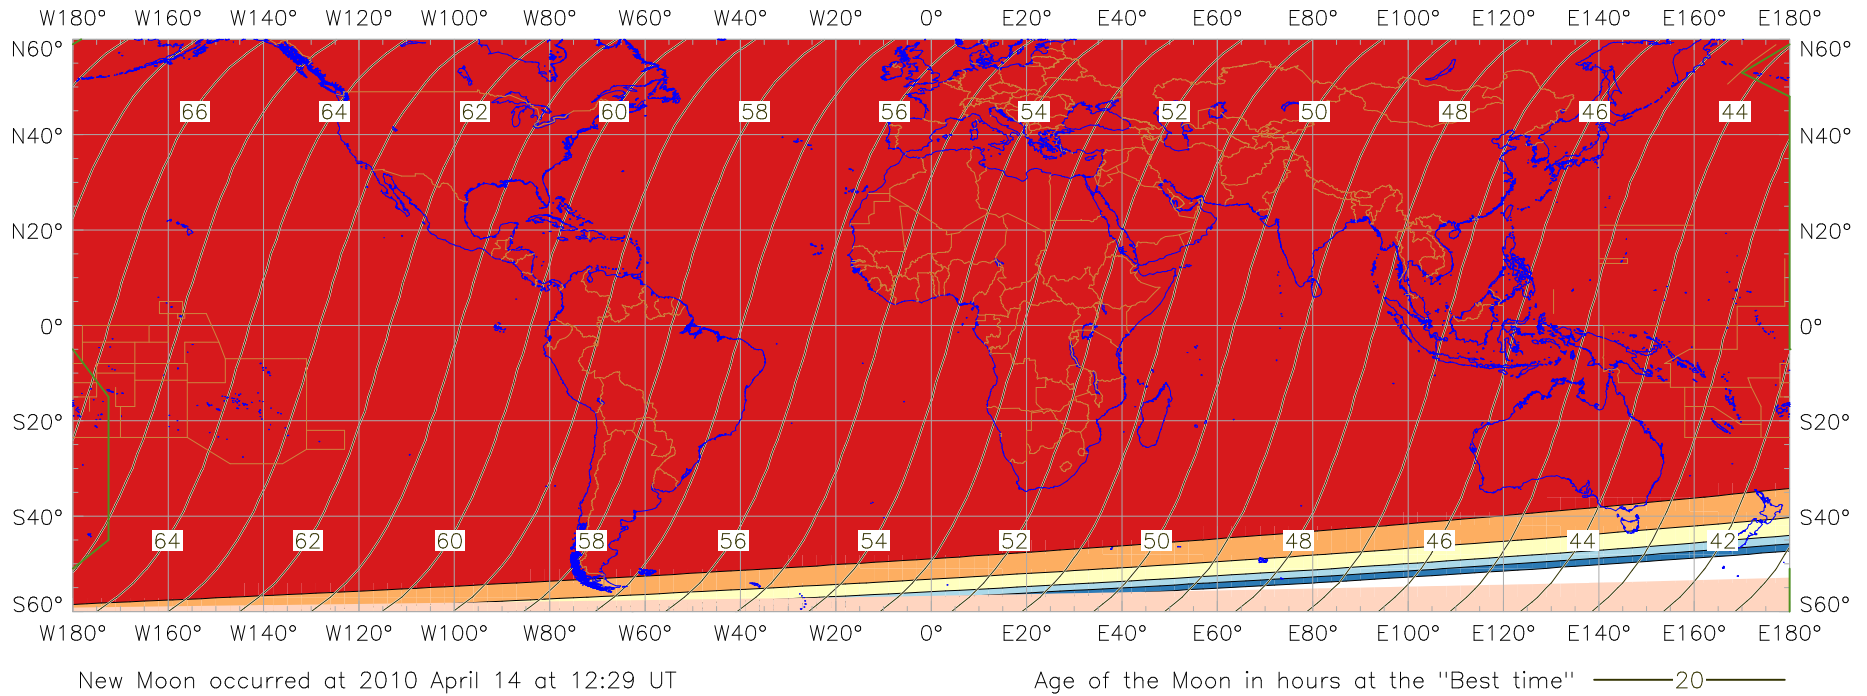 W180° W160° W140° W120° W100° W80° W60° W40° W20° 0° E20° E40° E60° E80° E100° E120° E140° E160° E180°
N60° N60°
66 64 62 60 58 56 54 52 50 48 46 44
N40° N40°
N20° N20°
0° 0°
S20° S20°
S40° S40°
64 62 60 58 56 54 52 50 48 46 44 42
S60° S60°
W180° W160° W140° W120° W100° W80° W60° W40° W20° 0° E20° E40° E60° E80° E100° E120° E140° E160° E180°
New Moon occurred at 2010 April 14 at 12:29 UT Age of the Moon in hours at the "Best time" 20